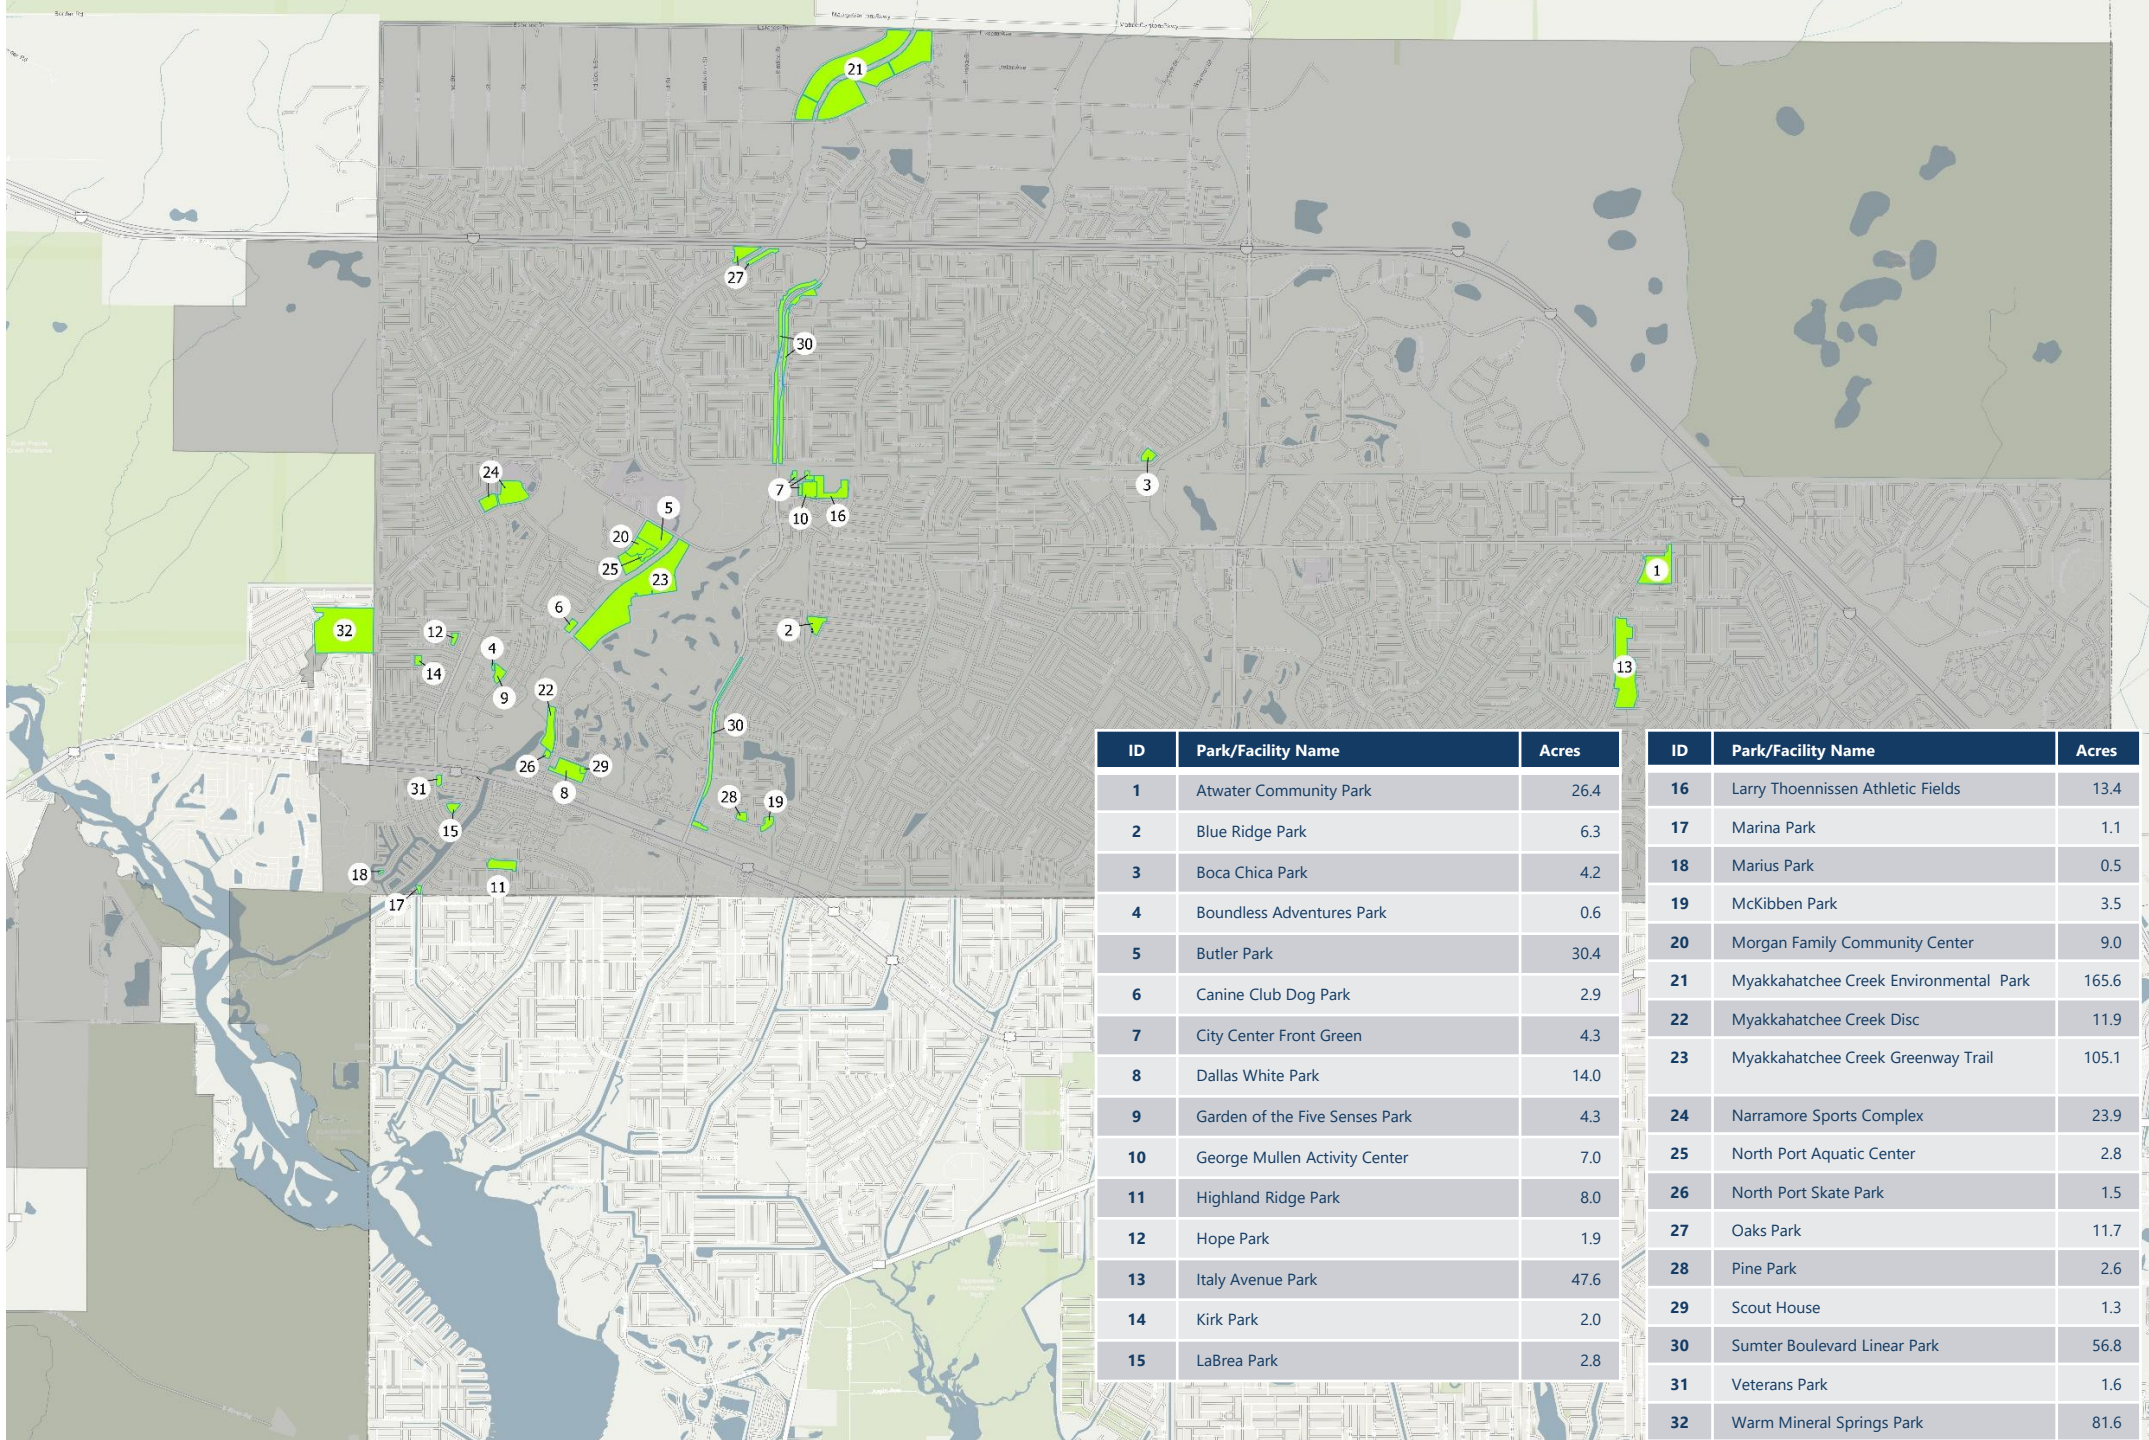 21
27
30
24
7
10
16
3
5
20
25
23
6
1
32
12
14
4
9
22
2
13
30
26
29
8
31
15
28
19
18
17
11
ID Park/Facility Name Acres
1 Atwater Community Park 26.4
2 Blue Ridge Park 6.3
3 Boca Chica Park 4.2
4 Boundless Adventures Park 0.6
5 Butler Park 30.4
6 Canine Club Dog Park 2.9
7 City Center Front Green 4.3
8 Dallas White Park 14.0
9 Garden of the Five Senses Park 4.3
10 George Mullen Activity Center 7.0
11 Highland Ridge Park 8.0
12 Hope Park 1.9
13 Italy Avenue Park 47.6
14 Kirk Park 2.0
15 LaBrea Park 2.8
ID Park/Facility Name Acres
16 Larry Thoennissen Athletic Fields 13.4
17 Marina Park 1.1
18 Marius Park 0.5
19 McKibben Park 3.5
20 Morgan Family Community Center 9.0
21 Myakkahatchee Creek Environmental Park 165.6
22 Myakkahatchee Creek Disc 11.9
23 Myakkahatchee Creek Greenway Trail 105.1
24 Narramore Sports Complex 23.9
25 North Port Aquatic Center 2.8
26 North Port Skate Park 1.5
27 Oaks Park 11.7
28 Pine Park 2.6
29 Scout House 1.3
30 Sumter Boulevard Linear Park 56.8
31 Veterans Park 1.6
32 Warm Mineral Springs Park 81.6